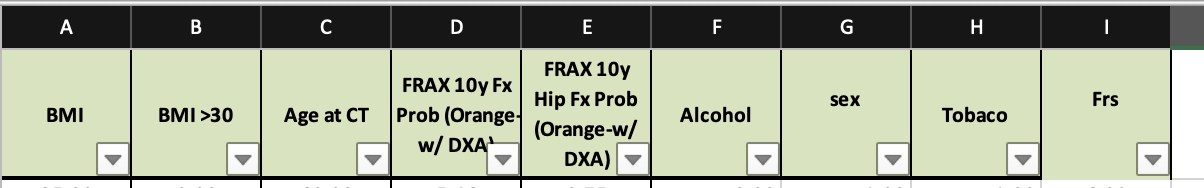 A B C D E F G H I
BMI
BMI >30
Age at CT
FRAX 10y Fx
Prob (Orange-
w/ DXA)
FRAX 10y
Hip Fx Prob
(Orange-w/
DXA)
Alcohol
sex
Tobaco
Frs